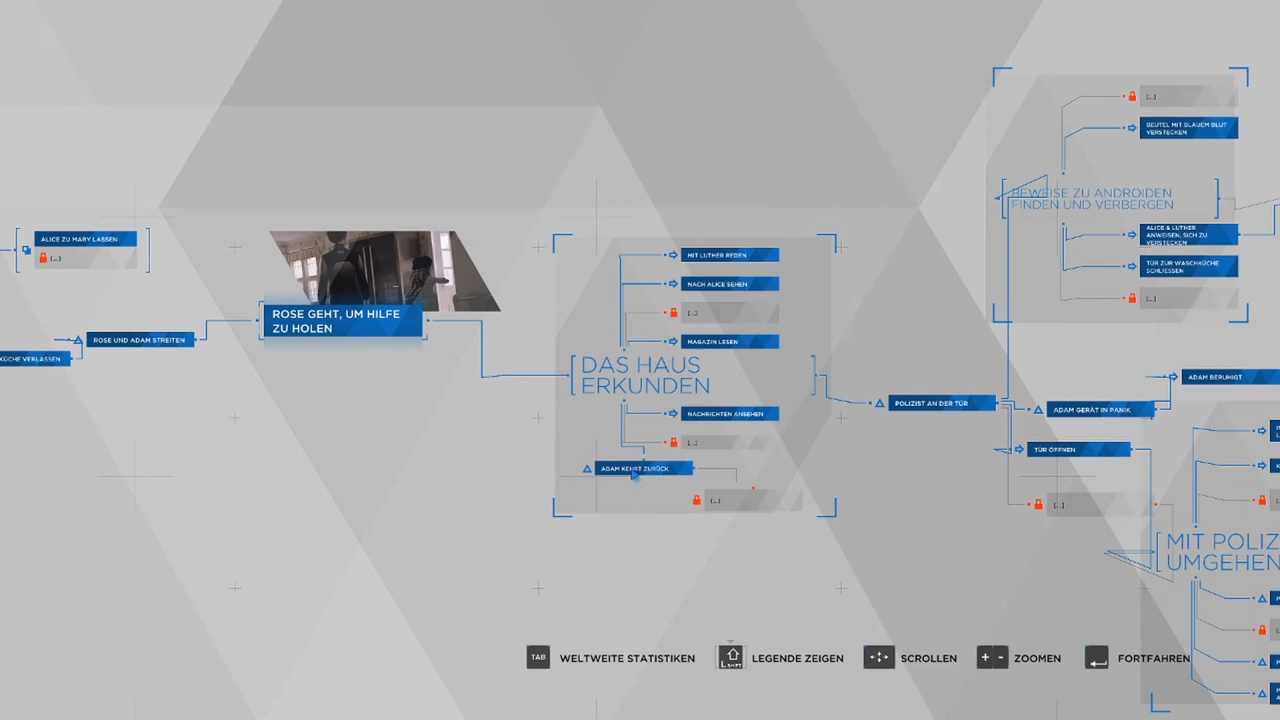 ALICE ZU MARY LASSEN
[...]
KÜCHE VERLASSEN
ROSE UND ADAM STREITEN
ROSE GEHT, UM HILFE
ZU HOLEN
MIT LUTHER REDEN
NACH ALICE SEHEN
[...]
MAGAZIN LESEN
DAS HAUS
ERKUNDEN
NACHRICHTEN ANSEHEN
[...]
ADAM KEHRT ZURÜCK
[...]
POLIZIST AN DER TÜR
[...]
BEUTEL MIT BLAUEM BLUT
VERSTECKEN
BEWEISE ZU ANDROIDEN
FINDEN UND VERBERGEN
ALICE & LUTHER
ANWEISEN, SICH ZU
VERSTECKEN
TÜR ZUR WASCHKÜCHE
SCHLIESSEN
[...]
ADAM BERUHIGT
ADAM GERÄT IN PANIK
TÜR ÖFFNEN
[...]
MIT POLIZ
UMGEHEN
TAB WELTWEITE STATISTIKEN
L SHIFT LEGENDE ZEIGEN
SCROLLEN
+ - ZOOMEN
FORTFAHREN